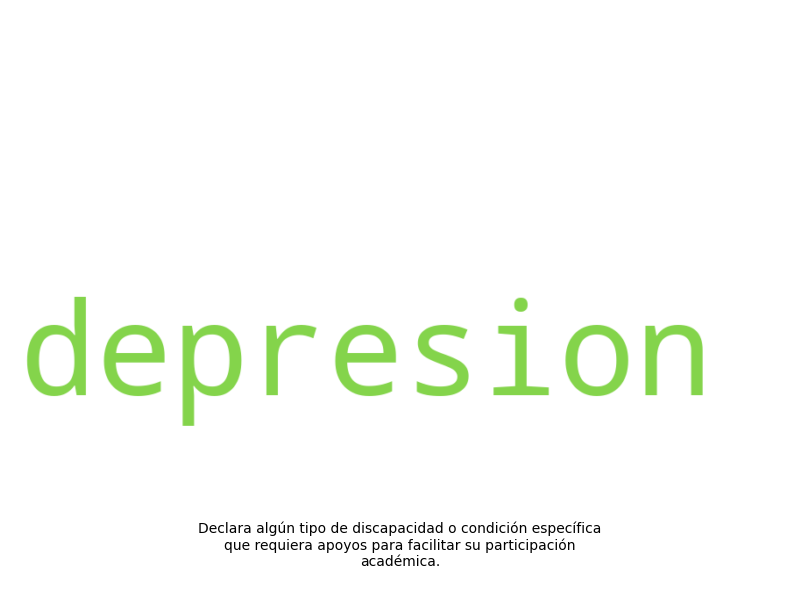 depresion
Declara algún tipo de discapacidad o condición específica
que requiera apoyos para facilitar su participación
académica.